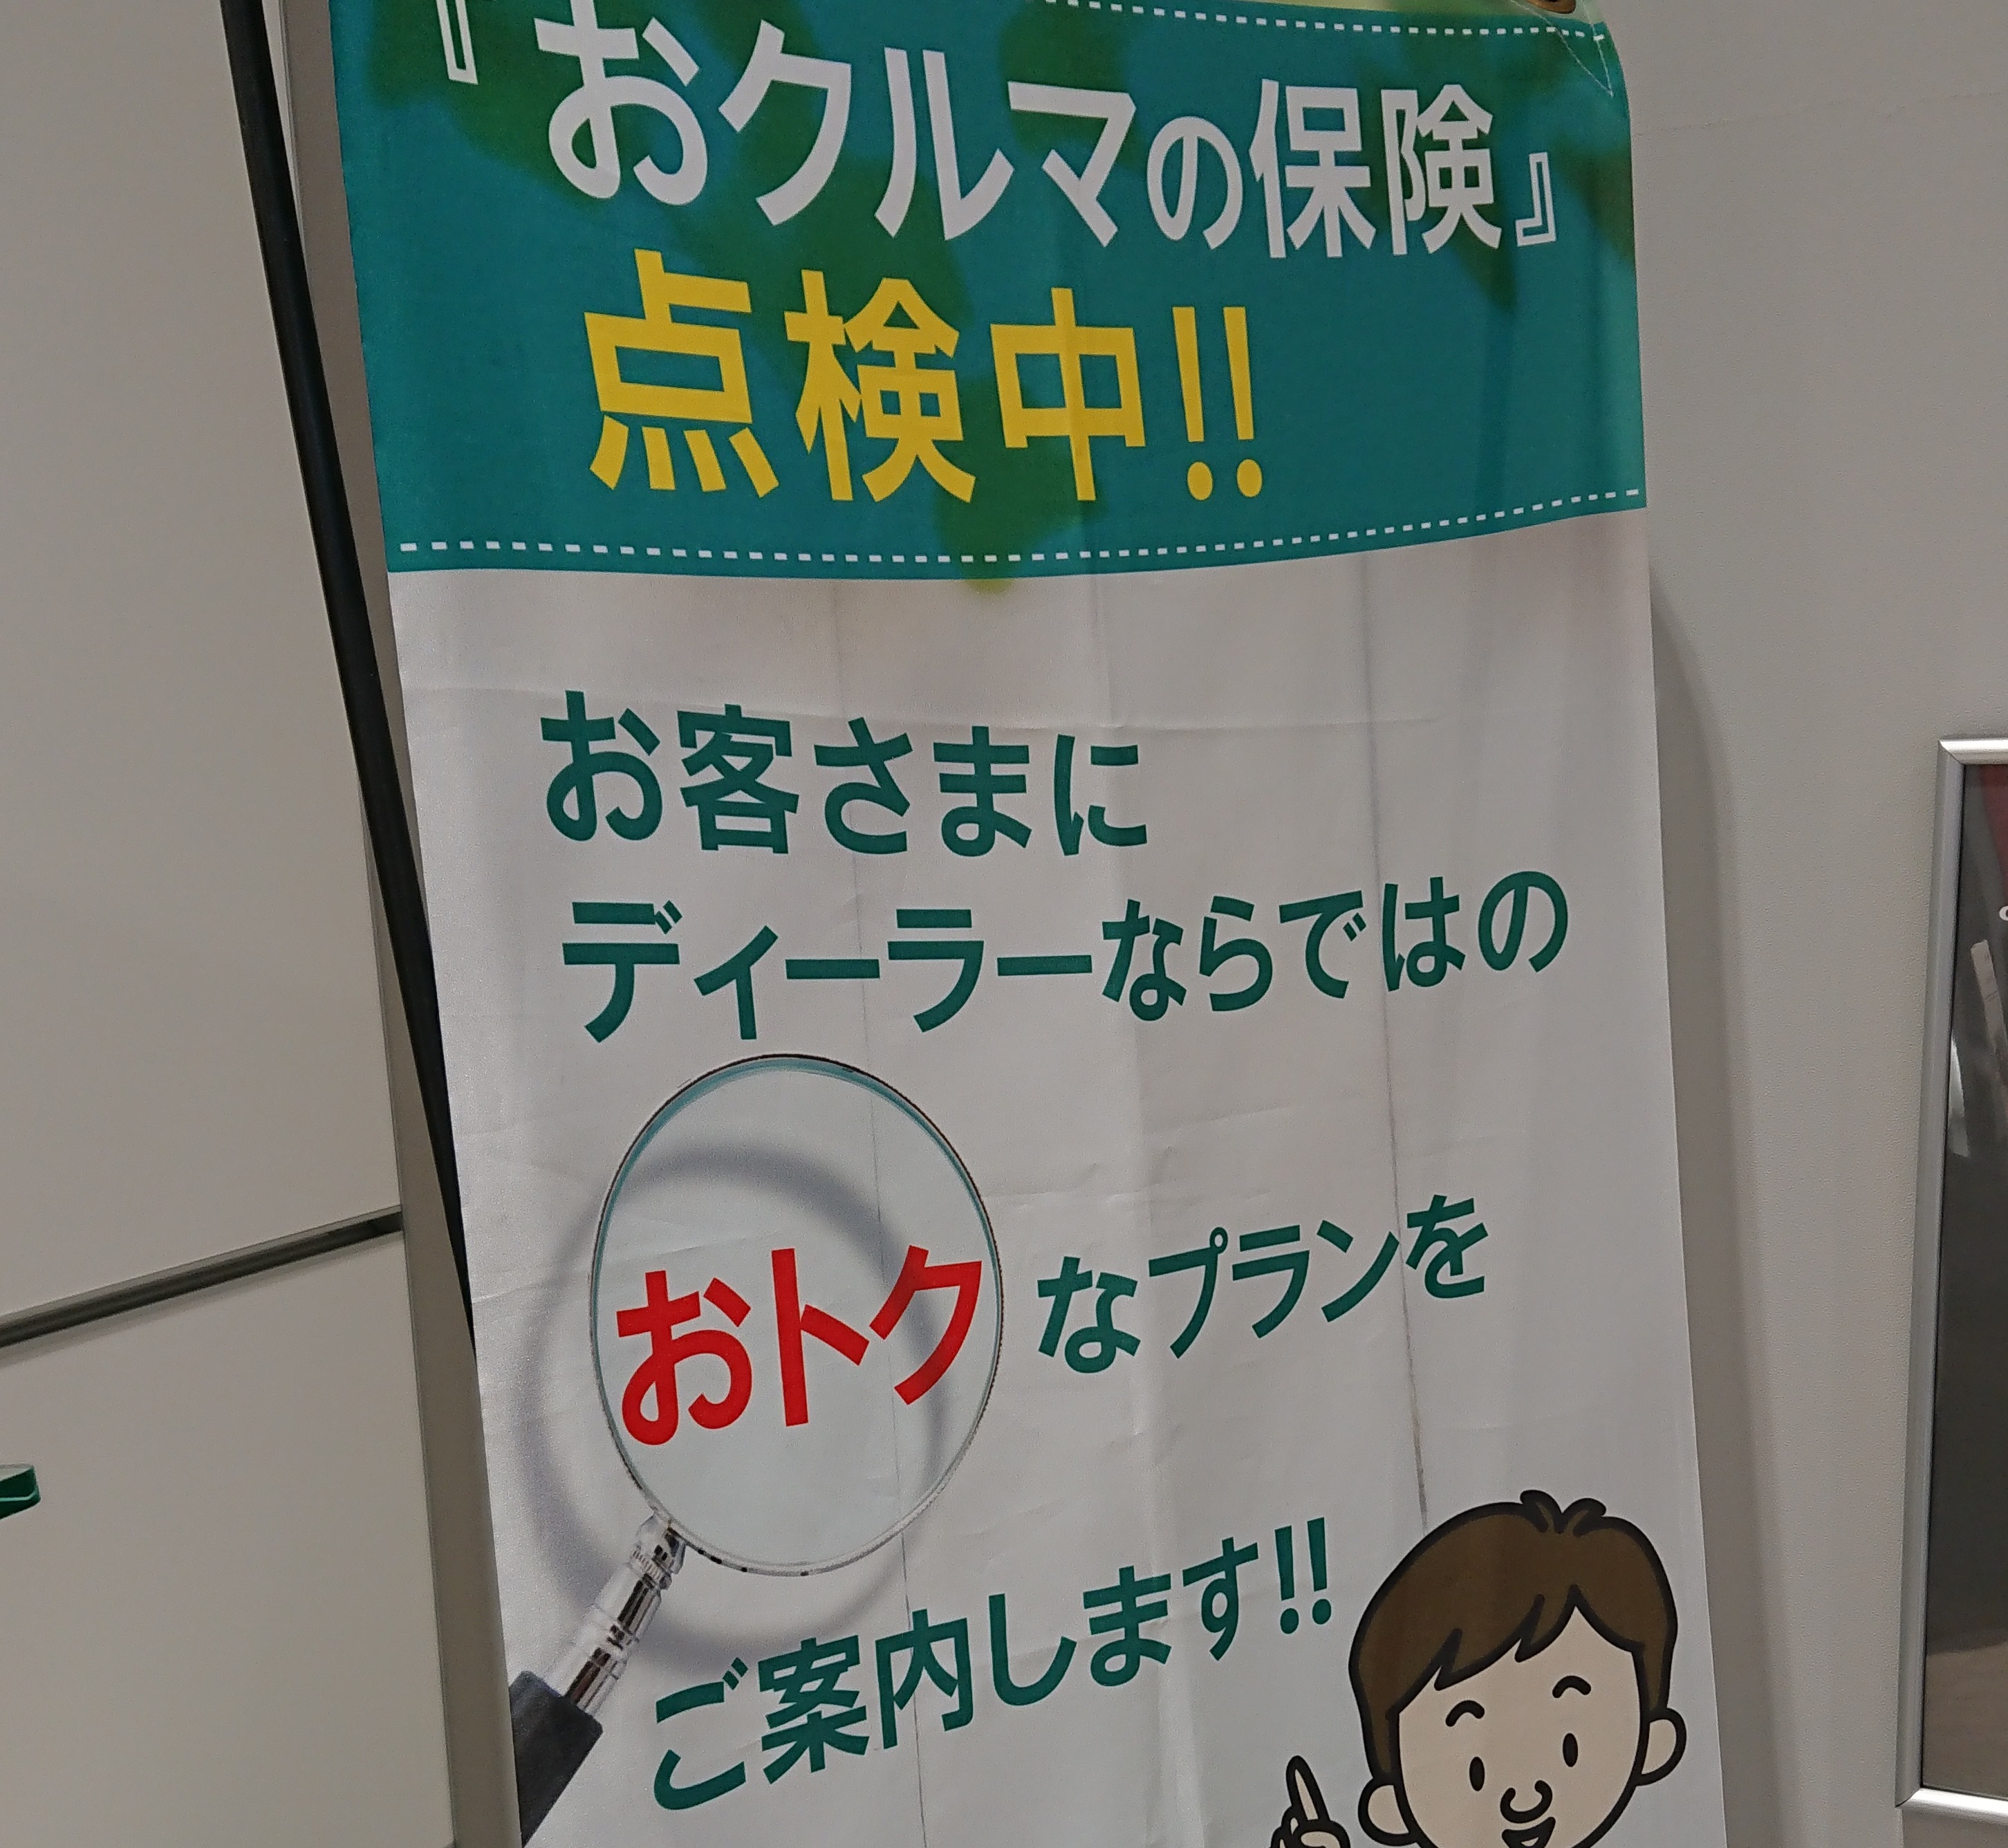 『おクルマの保険』
点検中!!
お客さまに
ディーラーならではの
おトクなプランを
ご案内します!!